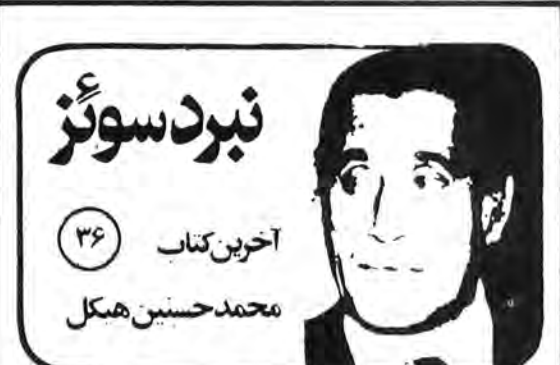 نبرد سوئز
آخرین کتاب ۳۶
محمد حسنین هیکل